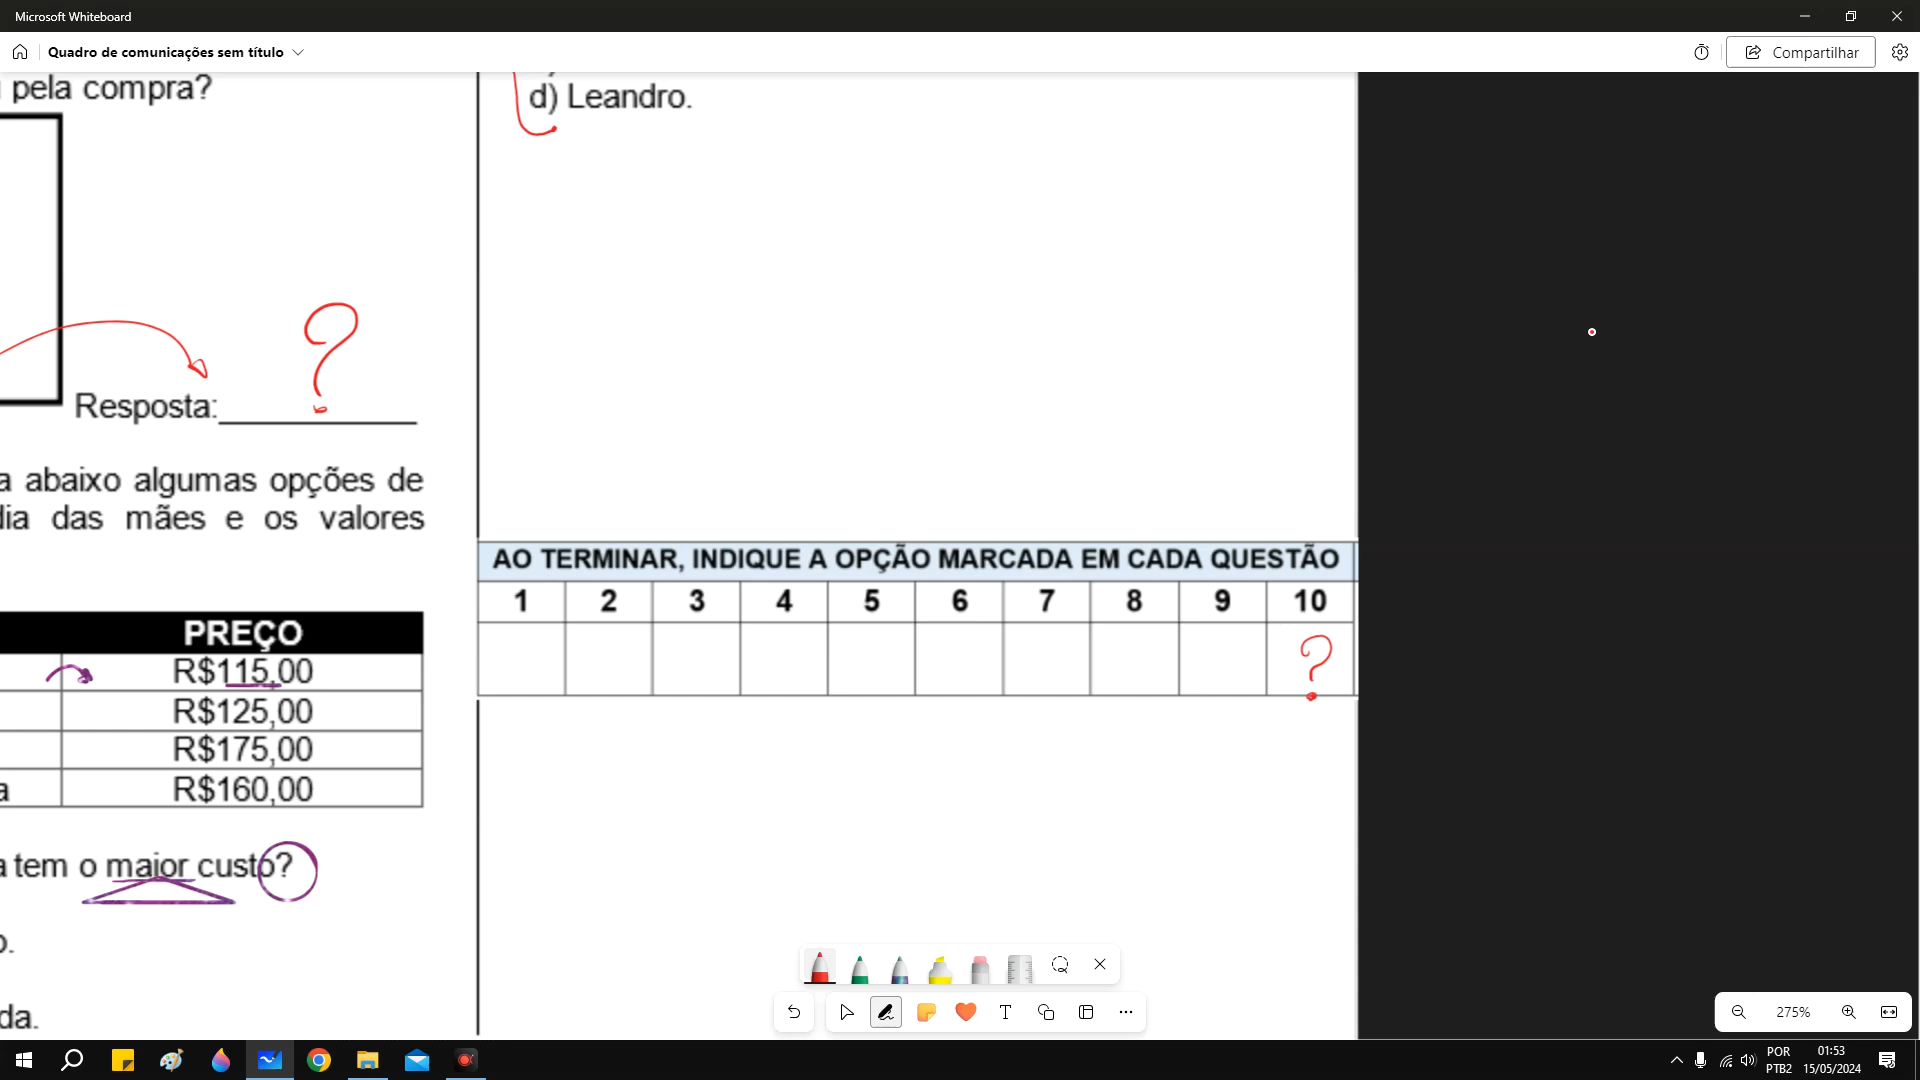 Microsoft Whiteboard
Quadro de comunicações sem título
Compartilhar
pela compra?
Resposta:
?
a abaixo algumas opções de
dia das mães e os valores
PREÇO
R$115,00
R$125,00
R$175,00
a R$160,00
a tem o maior custo?
o.
da.
d) Leandro.
AO TERMINAR, INDIQUE A OPÇÃO MARCADA EM CADA QUESTÃO
1 2 3 4 5 6 7 8 9 10
?
275%
POR
PTB2
01:53
15/05/2024